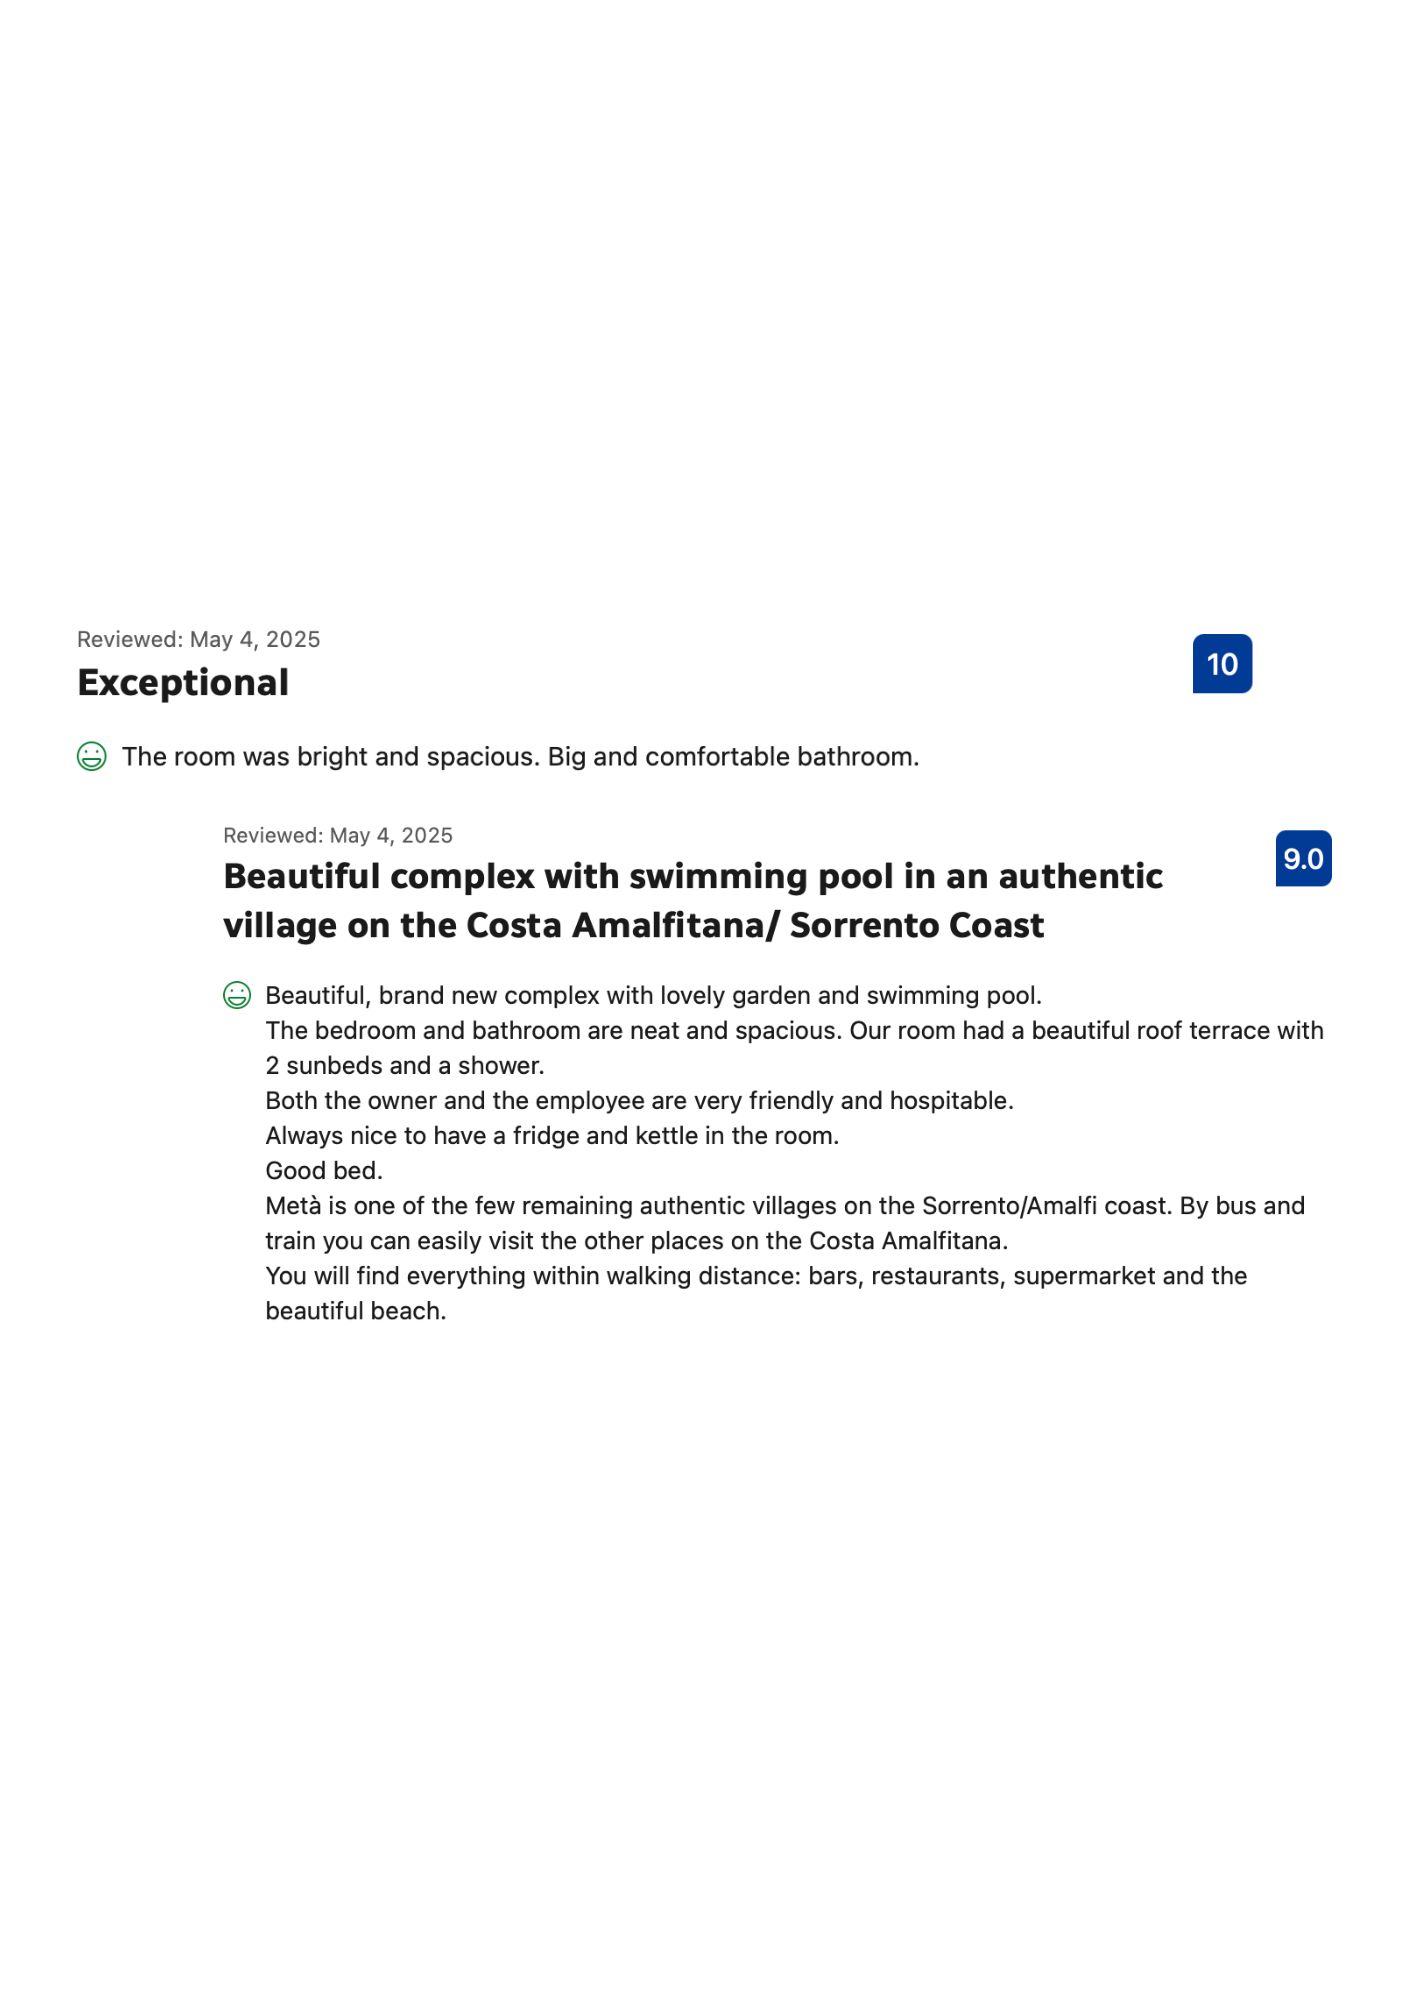 Reviewed: May 4, 2025
Exceptional
10
The room was bright and spacious. Big and comfortable bathroom.
Reviewed: May 4, 2025
Beautiful complex with swimming pool in an authentic
village on the Costa Amalfitana/ Sorrento Coast
9.0
Beautiful, brand new complex with lovely garden and swimming pool.
The bedroom and bathroom are neat and spacious. Our room had a beautiful roof terrace with
2 sunbeds and a shower.
Both the owner and the employee are very friendly and hospitable.
Always nice to have a fridge and kettle in the room.
Good bed.
Metà is one of the few remaining authentic villages on the Sorrento/Amalfi coast. By bus and
train you can easily visit the other places on the Costa Amalfitana.
You will find everything within walking distance: bars, restaurants, supermarket and the
beautiful beach.